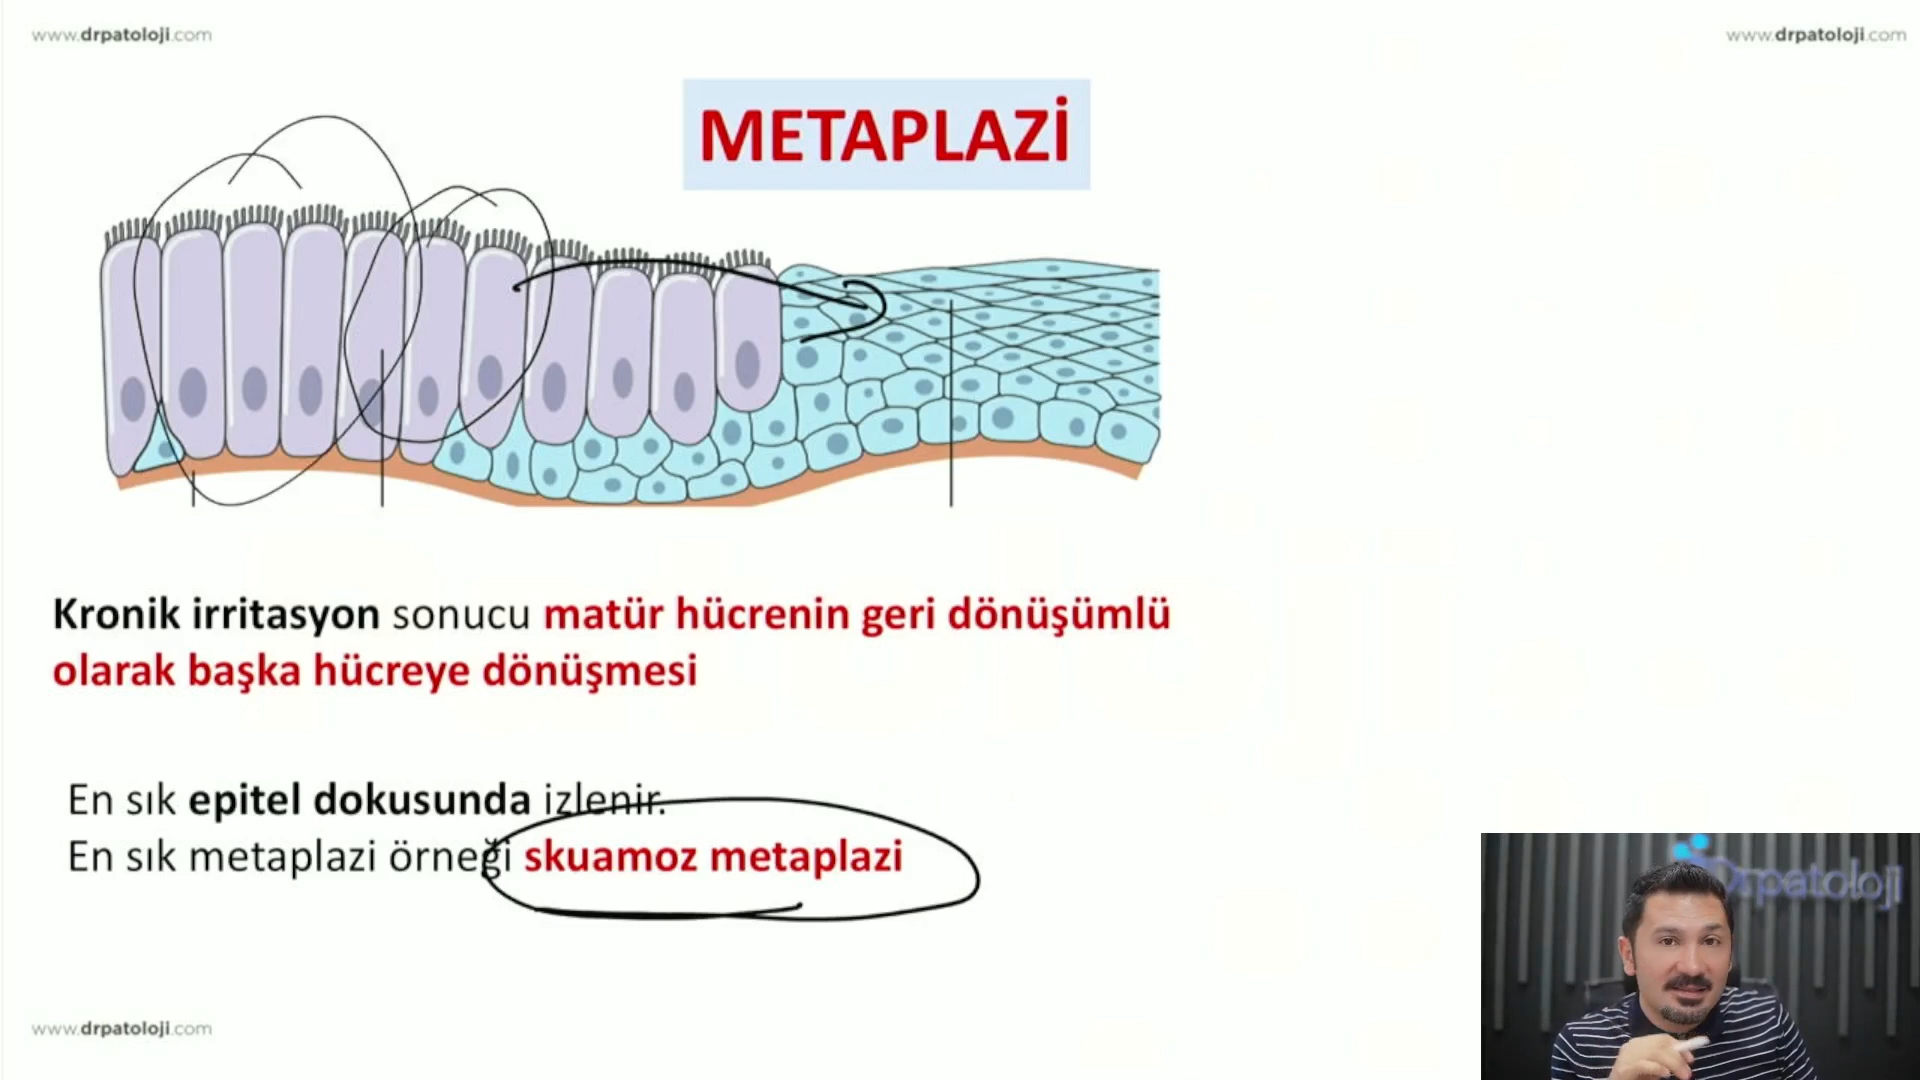 www.drpatoloji.com
www.drpatoloji.com
METAPLAZİ
Kronik irritasyon sonucu matür hücrenin geri dönüşümlü
olarak başka hücreye dönüşmesi
En sık epitel dokusunda izlenir.
En sık metaplazi örneği skuamoz metaplazi
Drpatoloji
www.drpatoloji.com